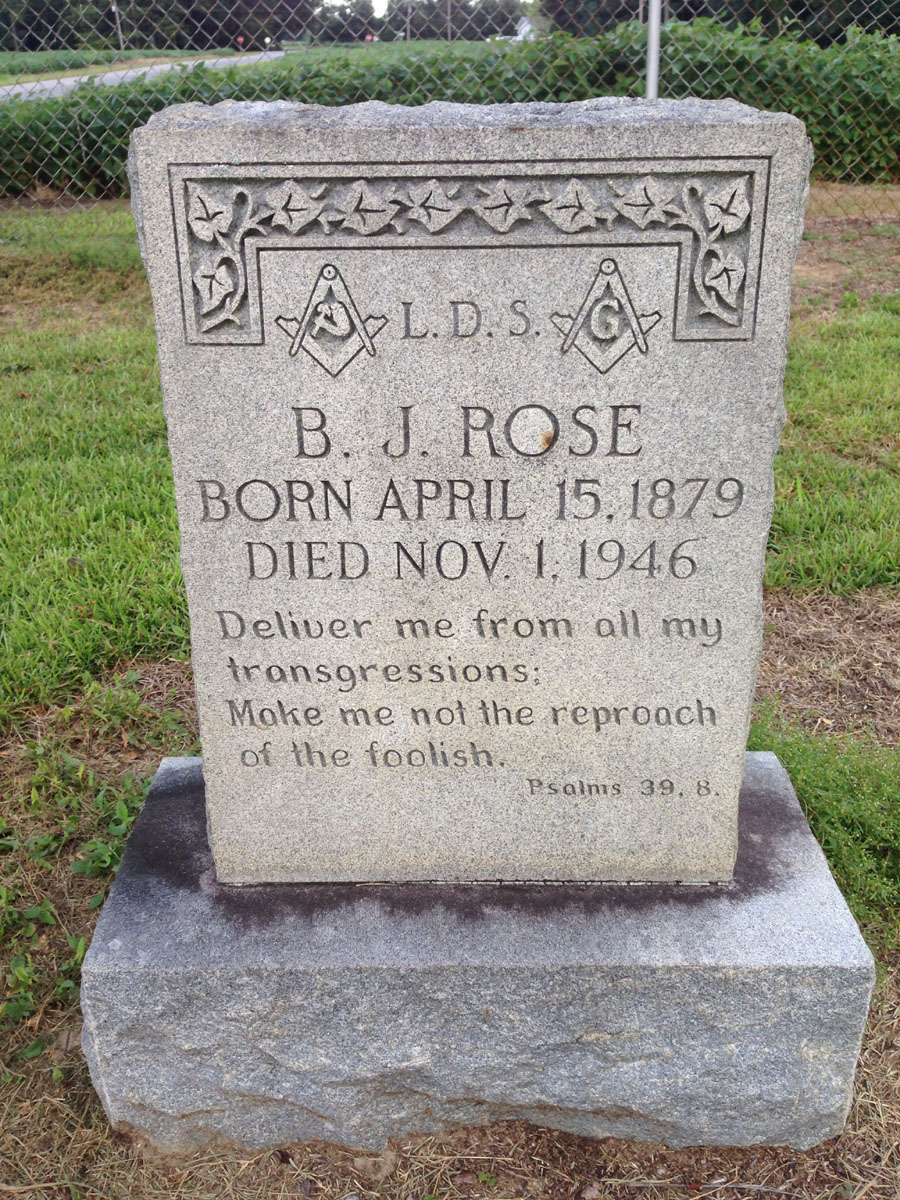 L. D. S. G
B. J. ROSE
BORN APRIL 15, 1879
DIED NOV. 1, 1946
Deliver me from all my
transgressions;
Make me not the reproach
of the foolish.
Psalms 39, 8.